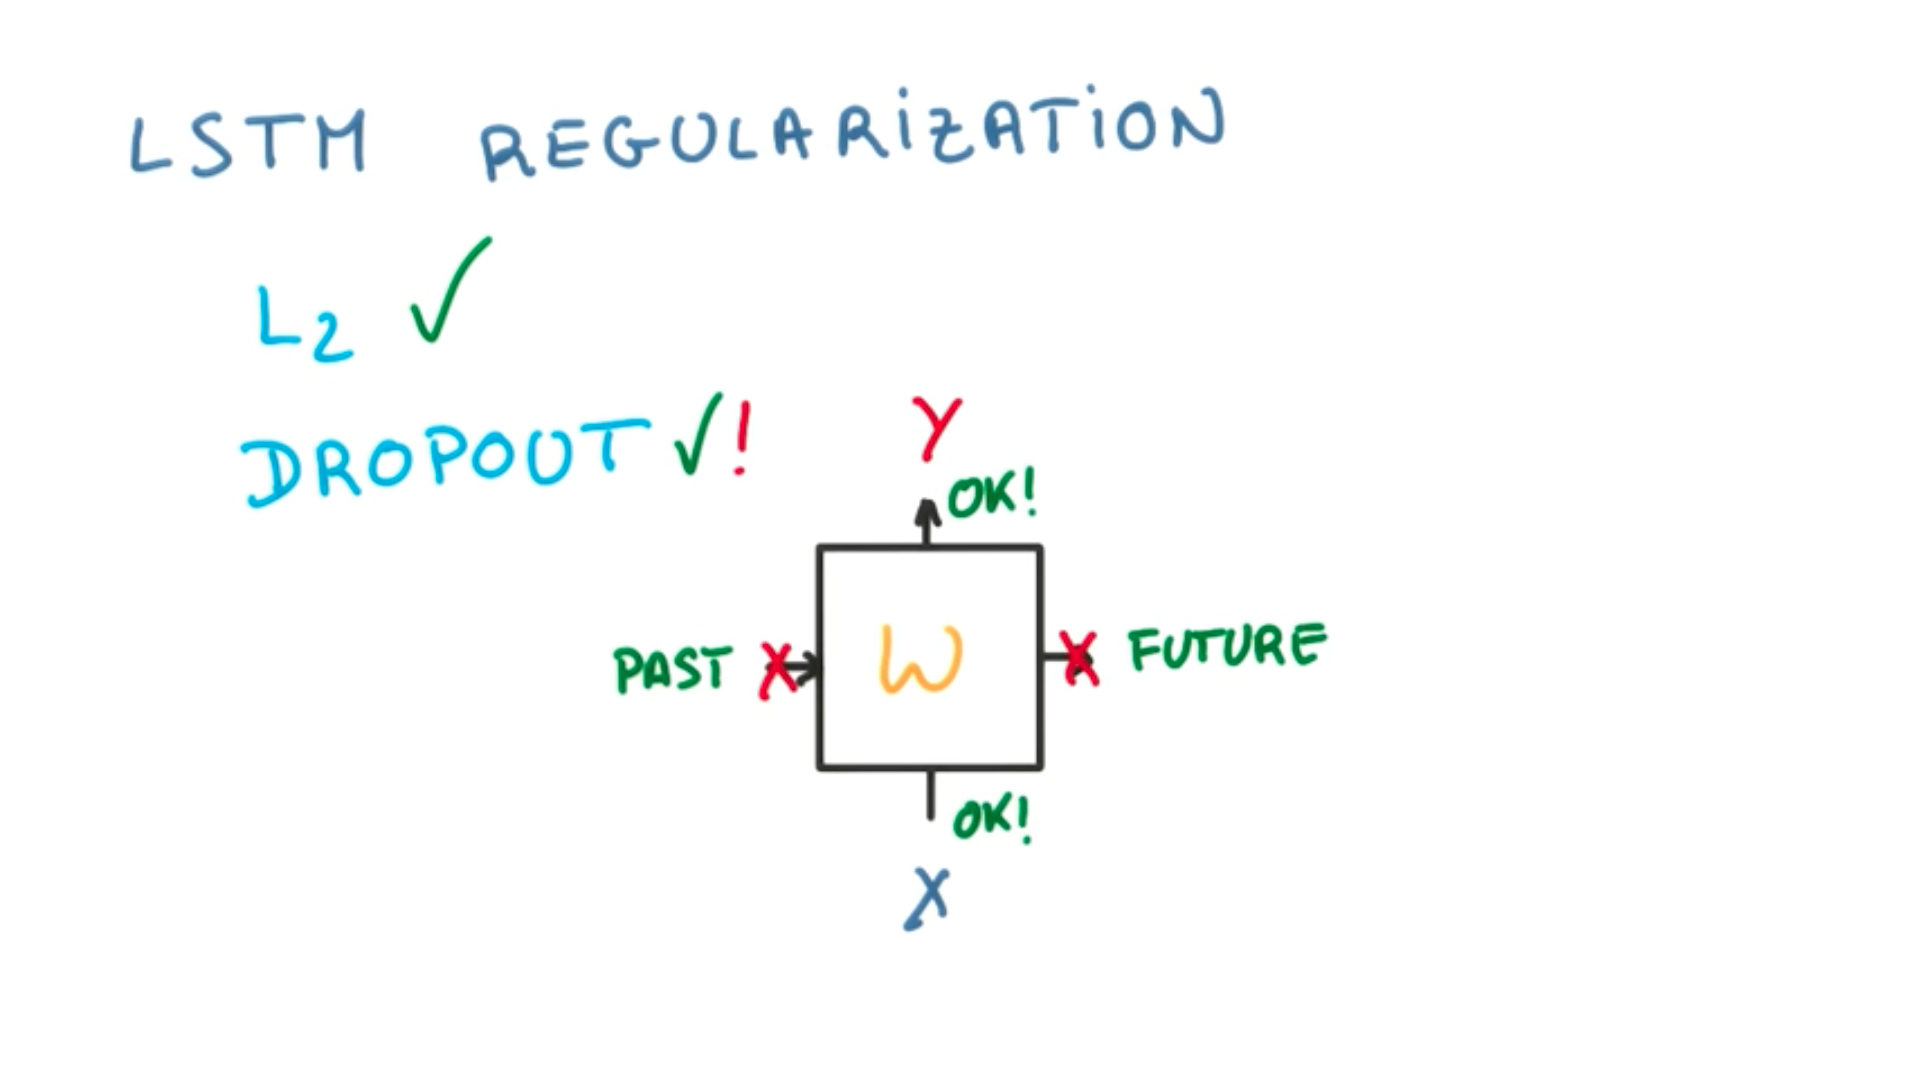 LSTM REGULARIZATION
L2 ✓
DROPOUT ✓!
Y
OK!
PAST X W X FUTURE
OK!
X